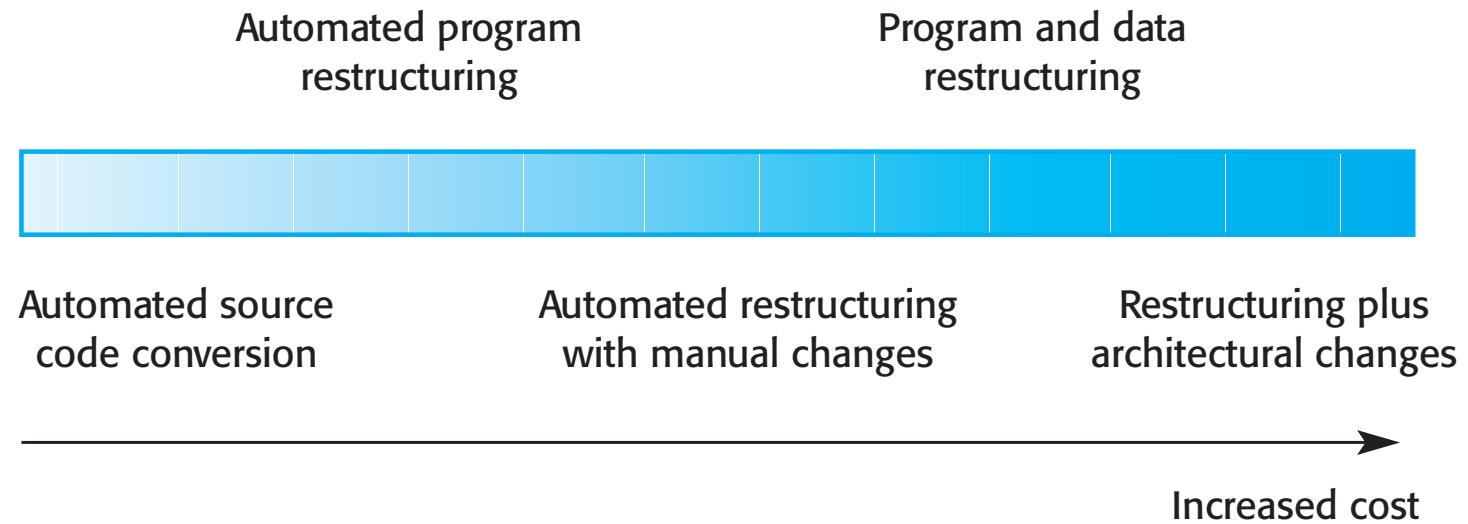 Automated program
restructuring
Program and data
restructuring
Automated source
code conversion
Automated restructuring
with manual changes
Restructuring plus
architectural changes
Increased cost